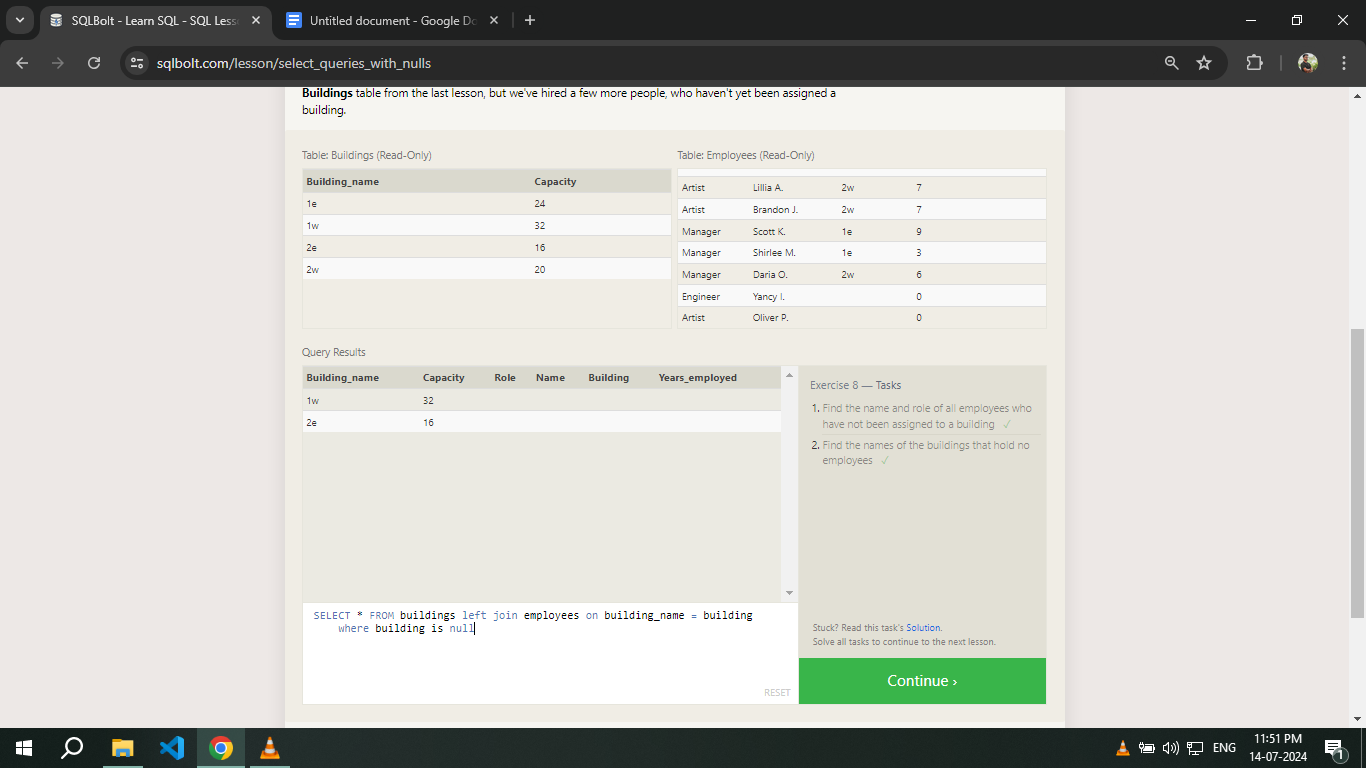 SQLBolt - Learn SQL - SQL Less
Untitled document - Google Do
sqlbolt.com/lesson/select_queries_with_nulls
Buildings table from the last lesson, but we've hired a few more people, who haven't yet been assigned a
building.
Table: Buildings (Read-Only)
Building_name Capacity
1e 24
1w 32
2e 16
2w 20
Table: Employees (Read-Only)
Artist Lillia A. 2w 7
Artist Brandon J. 2w 7
Manager Scott K. 1e 9
Manager Shirlee M. 1e 3
Manager Daria O. 2w 6
Engineer Yancy I. 0
Artist Oliver P. 0
Query Results
Building_name Capacity Role Name Building Years_employed
1w 32
2e 16
SELECT * FROM buildings left join employees on building_name = building
where building is null
RESET
Exercise 8 — Tasks
1. Find the name and role of all employees who
have not been assigned to a building ✓
2. Find the names of the buildings that hold no
employees ✓
Stuck? Read this task's Solution.
Solve all tasks to continue to the next lesson.
Continue ›
ENG
11:51 PM
14-07-2024
1